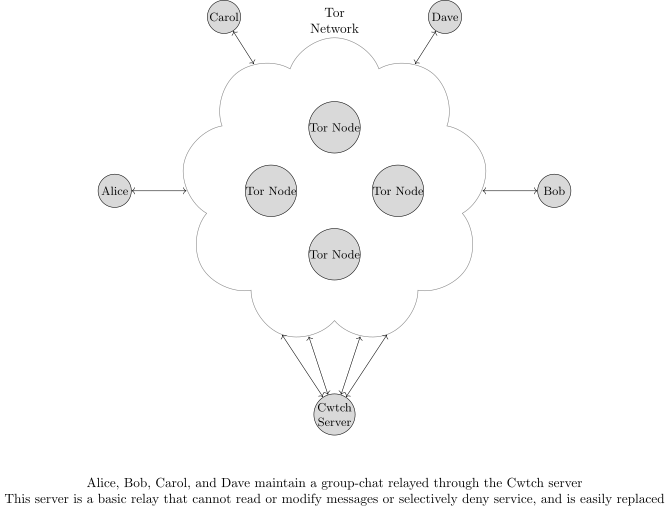 Carol
Tor
Network
Dave
Tor Node
Alice
Tor Node
Tor Node
Bob
Tor Node
Cwtch
Server
Alice, Bob, Carol, and Dave maintain a group-chat relayed through the Cwtch server
This server is a basic relay that cannot read or modify messages or selectively deny service, and is easily replaced